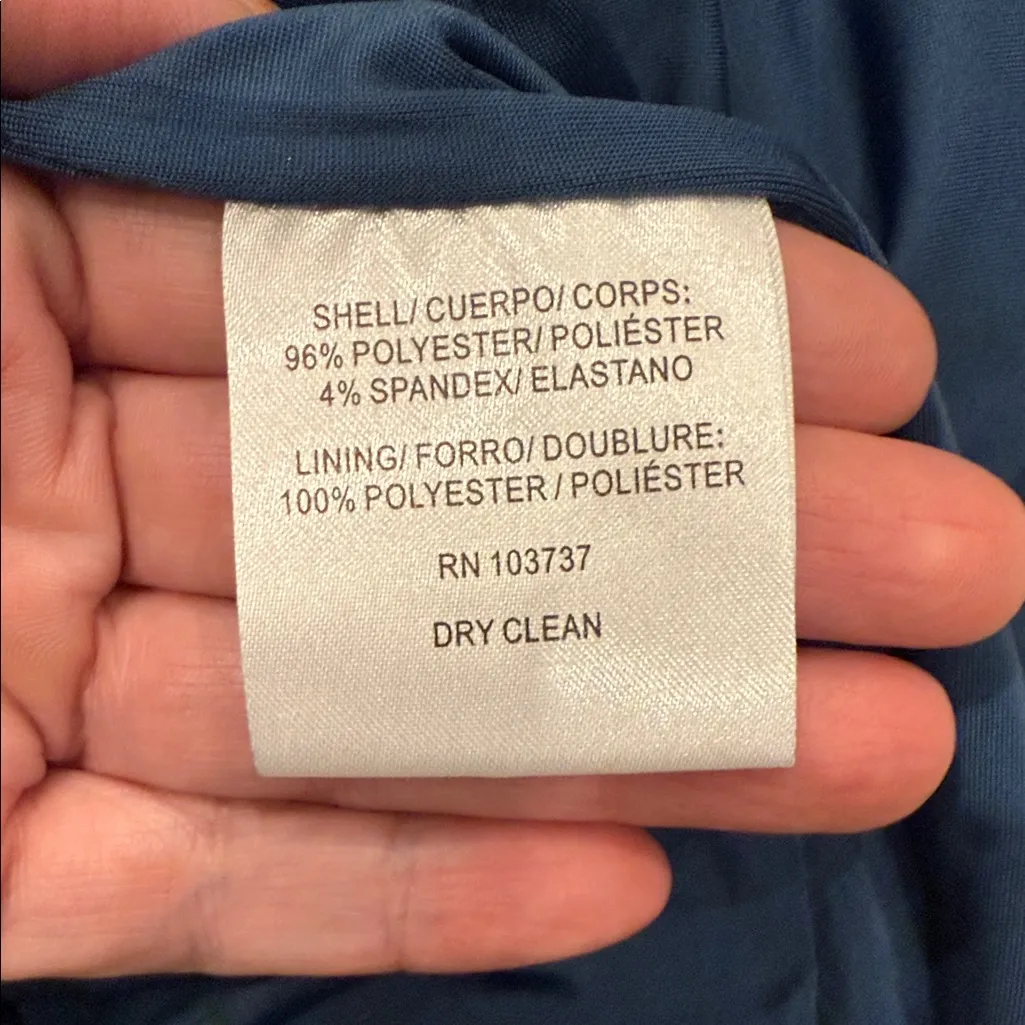 SHELL/ CUERPO/ CORPS:
96% POLYESTER/ POLIÉSTER
4% SPANDEX/ ELASTANO
LINING/ FORRO/ DOUBLURE:
100% POLYESTER / POLIÉSTER
RN 103737
DRY CLEAN